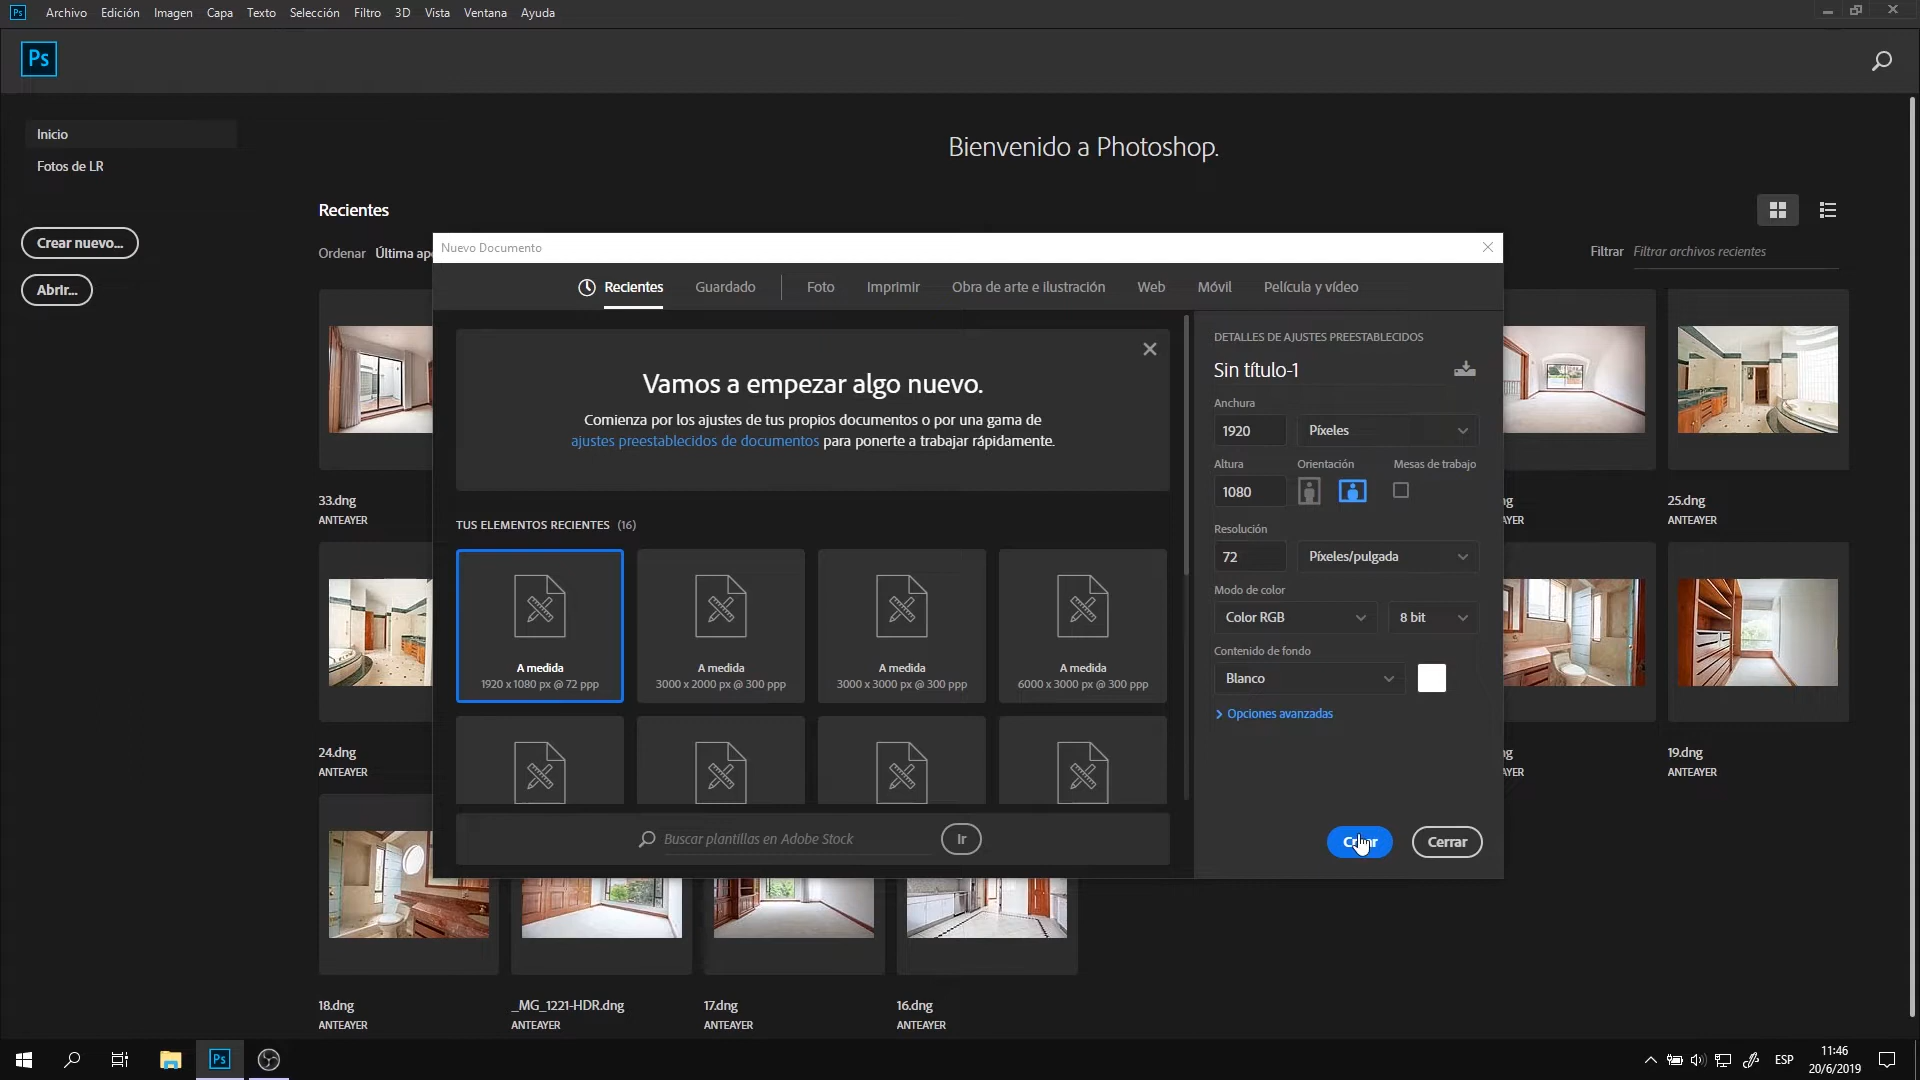 Ps
Archivo Edición Imagen Capa Texto Selección Filtro 3D Vista Ventana Ayuda
Ps
Inicio
Fotos de LR
Crear nuevo...
Abrir...
Bienvenido a Photoshop.
Recientes
Ordenar Última
Filtrar Filtrar archivos recientes
Nuevo Documento
Recientes Guardado Foto Imprimir Obra de arte e ilustración Web Móvil Película y vídeo
Vamos a empezar algo nuevo.
Comienza por los ajustes de tus propios documentos o por una gama de
ajustes preestablecidos de documentos para ponerte a trabajar rápidamente.
TUS ELEMENTOS RECIENTES (16)
A medida
1920 x 1080 px @ 72 ppp
A medida
3000 x 2000 px @ 300 ppp
A medida
3000 x 3000 px @ 300 ppp
A medida
6000 x 3000 px @ 300 ppp
Buscar plantillas en Adobe Stock
Ir
DETALLES DE AJUSTES PREESTABLECIDOS
Sin título-1
Anchura
1920 Píxeles
Altura Orientación Mesas de trabajo
1080
Resolución
72 Píxeles/pulgada
Modo de color
Color RGB 8 bit
Contenido de fondo
Blanco
Opciones avanzadas
Cerrar
33.dng
ANTEAYER
25.dng
ANTEAYER
24.dng
ANTEAYER
19.dng
ANTEAYER
18.dng
ANTEAYER
_MG_1221-HDR.dng
ANTEAYER
17.dng
ANTEAYER
16.dng
ANTEAYER
Ps
ESP
11:46
20/6/2019